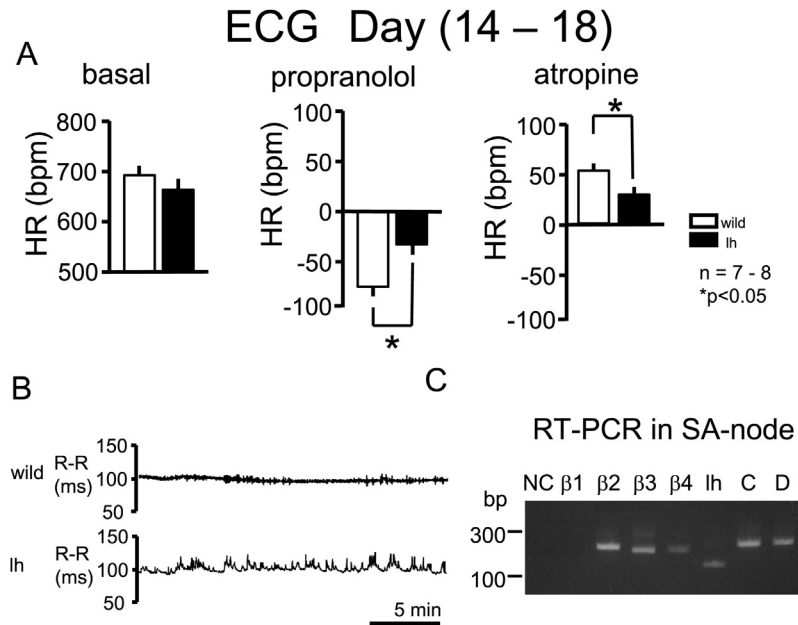 ECG Day (14 – 18)
A
basal
propranolol
atropine
HR (bpm)
800
700
600
500
HR (bpm)
100
50
0
-50
-100
*
HR (bpm)
100
50
0
-50
-100
*
wild
lh
n = 7 - 8
*p<0.05
B
wild
R-R
(ms)
150
100
50
lh
R-R
(ms)
150
100
50
5 min
C
RT-PCR in SA-node
NC β1 β2 β3 β4 lh C D
bp
300
100